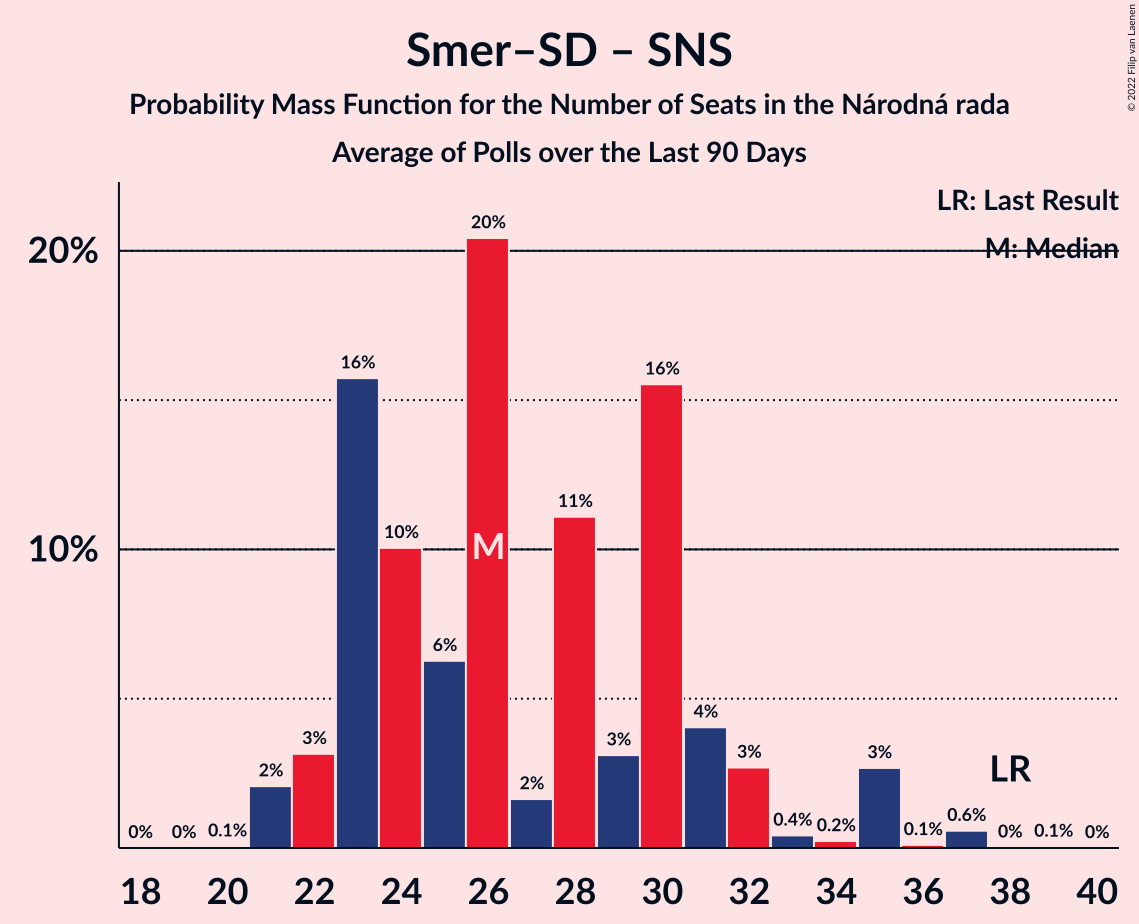 © 2022 Filip van Laenen
Smer–SD – SNS
Probability Mass Function for the Number of Seats in the Národná rada
Average of Polls over the Last 90 Days
LR: Last Result
M: Median
20%
10%
0% 0% 0.1% 2% 3% 16% 10% 6% 20% 2% 11% 3% 16% 4% 3% 0.4% 0.2% 3% 0.1% 0.6% 0% 0.1% 0%
M
LR
18 20 22 24 26 28 30 32 34 36 38 40